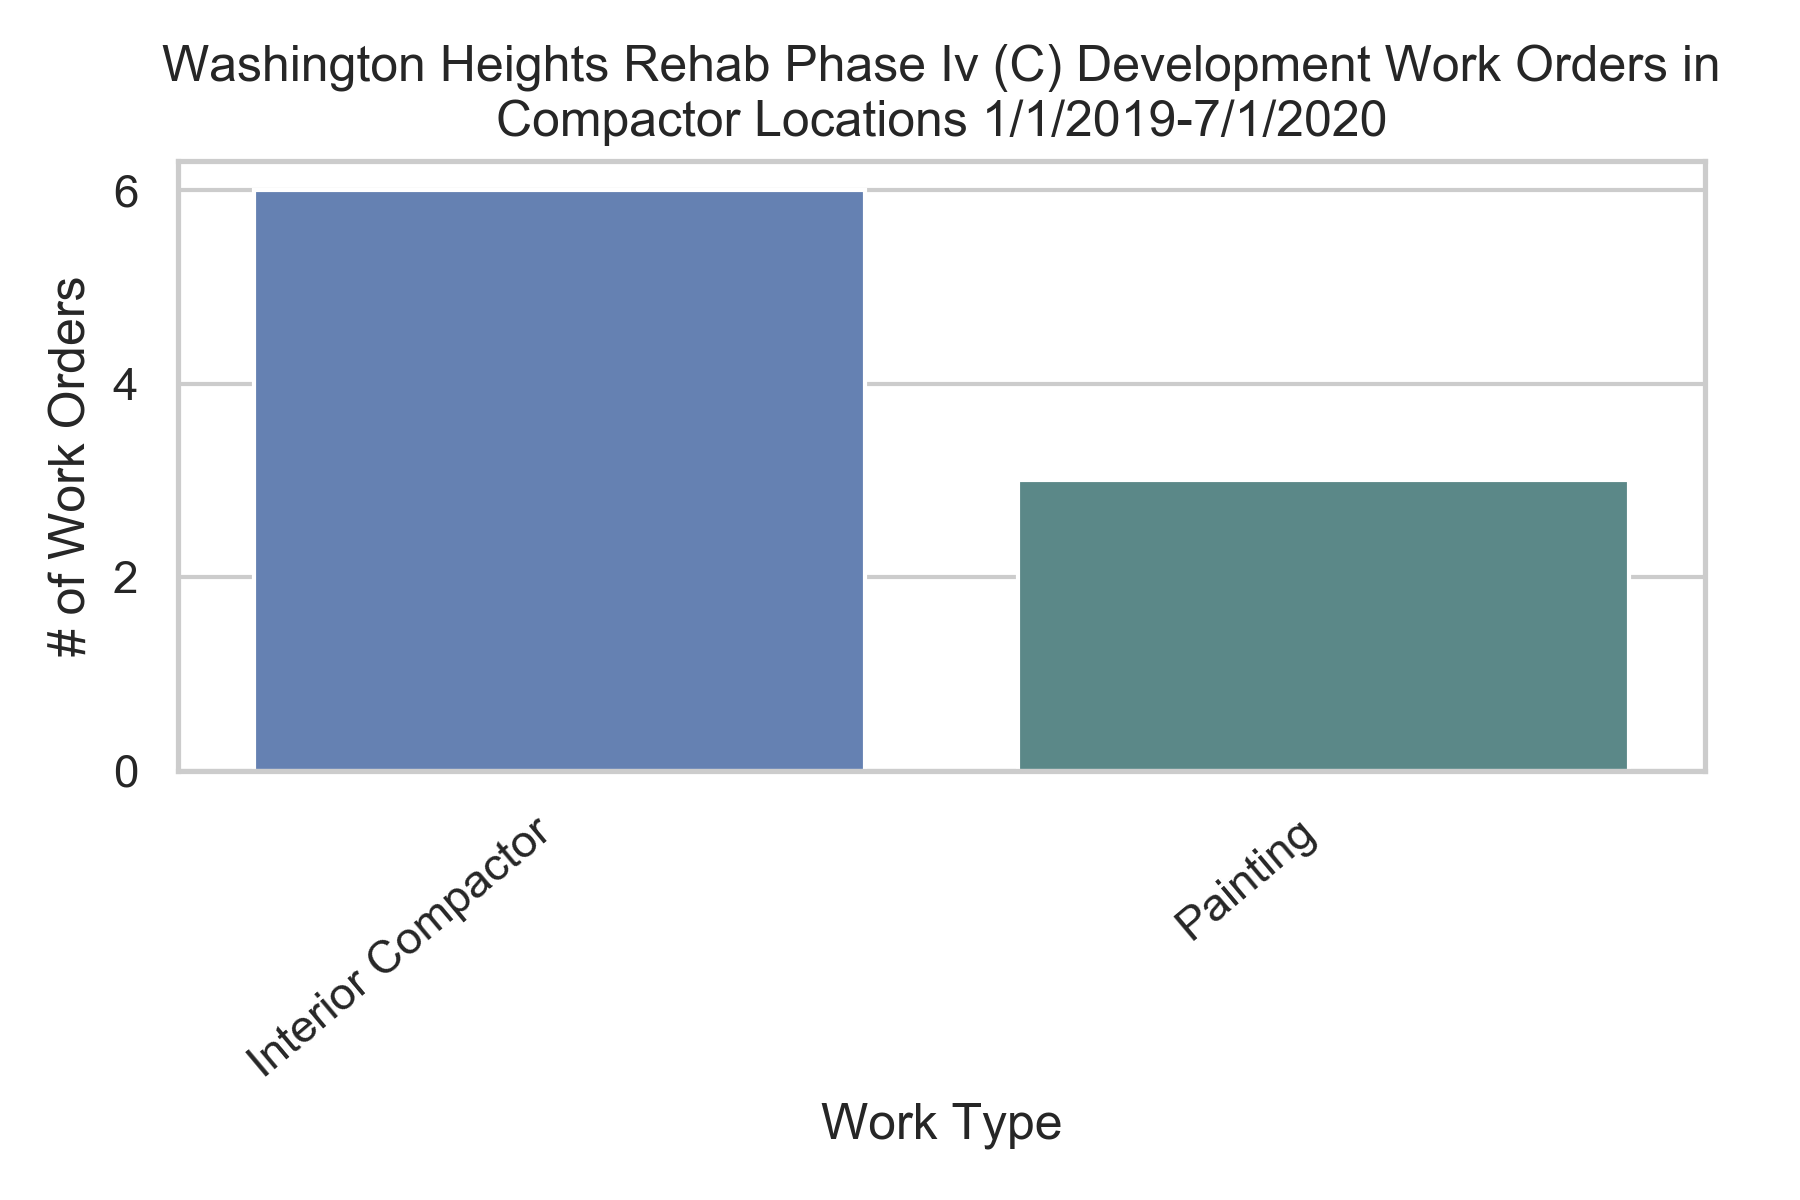 Washington Heights Rehab Phase Iv (C) Development Work Orders in
Compactor Locations 1/1/2019-7/1/2020
# of Work Orders
6
4
2
0
Interior Compactor
Painting
Work Type